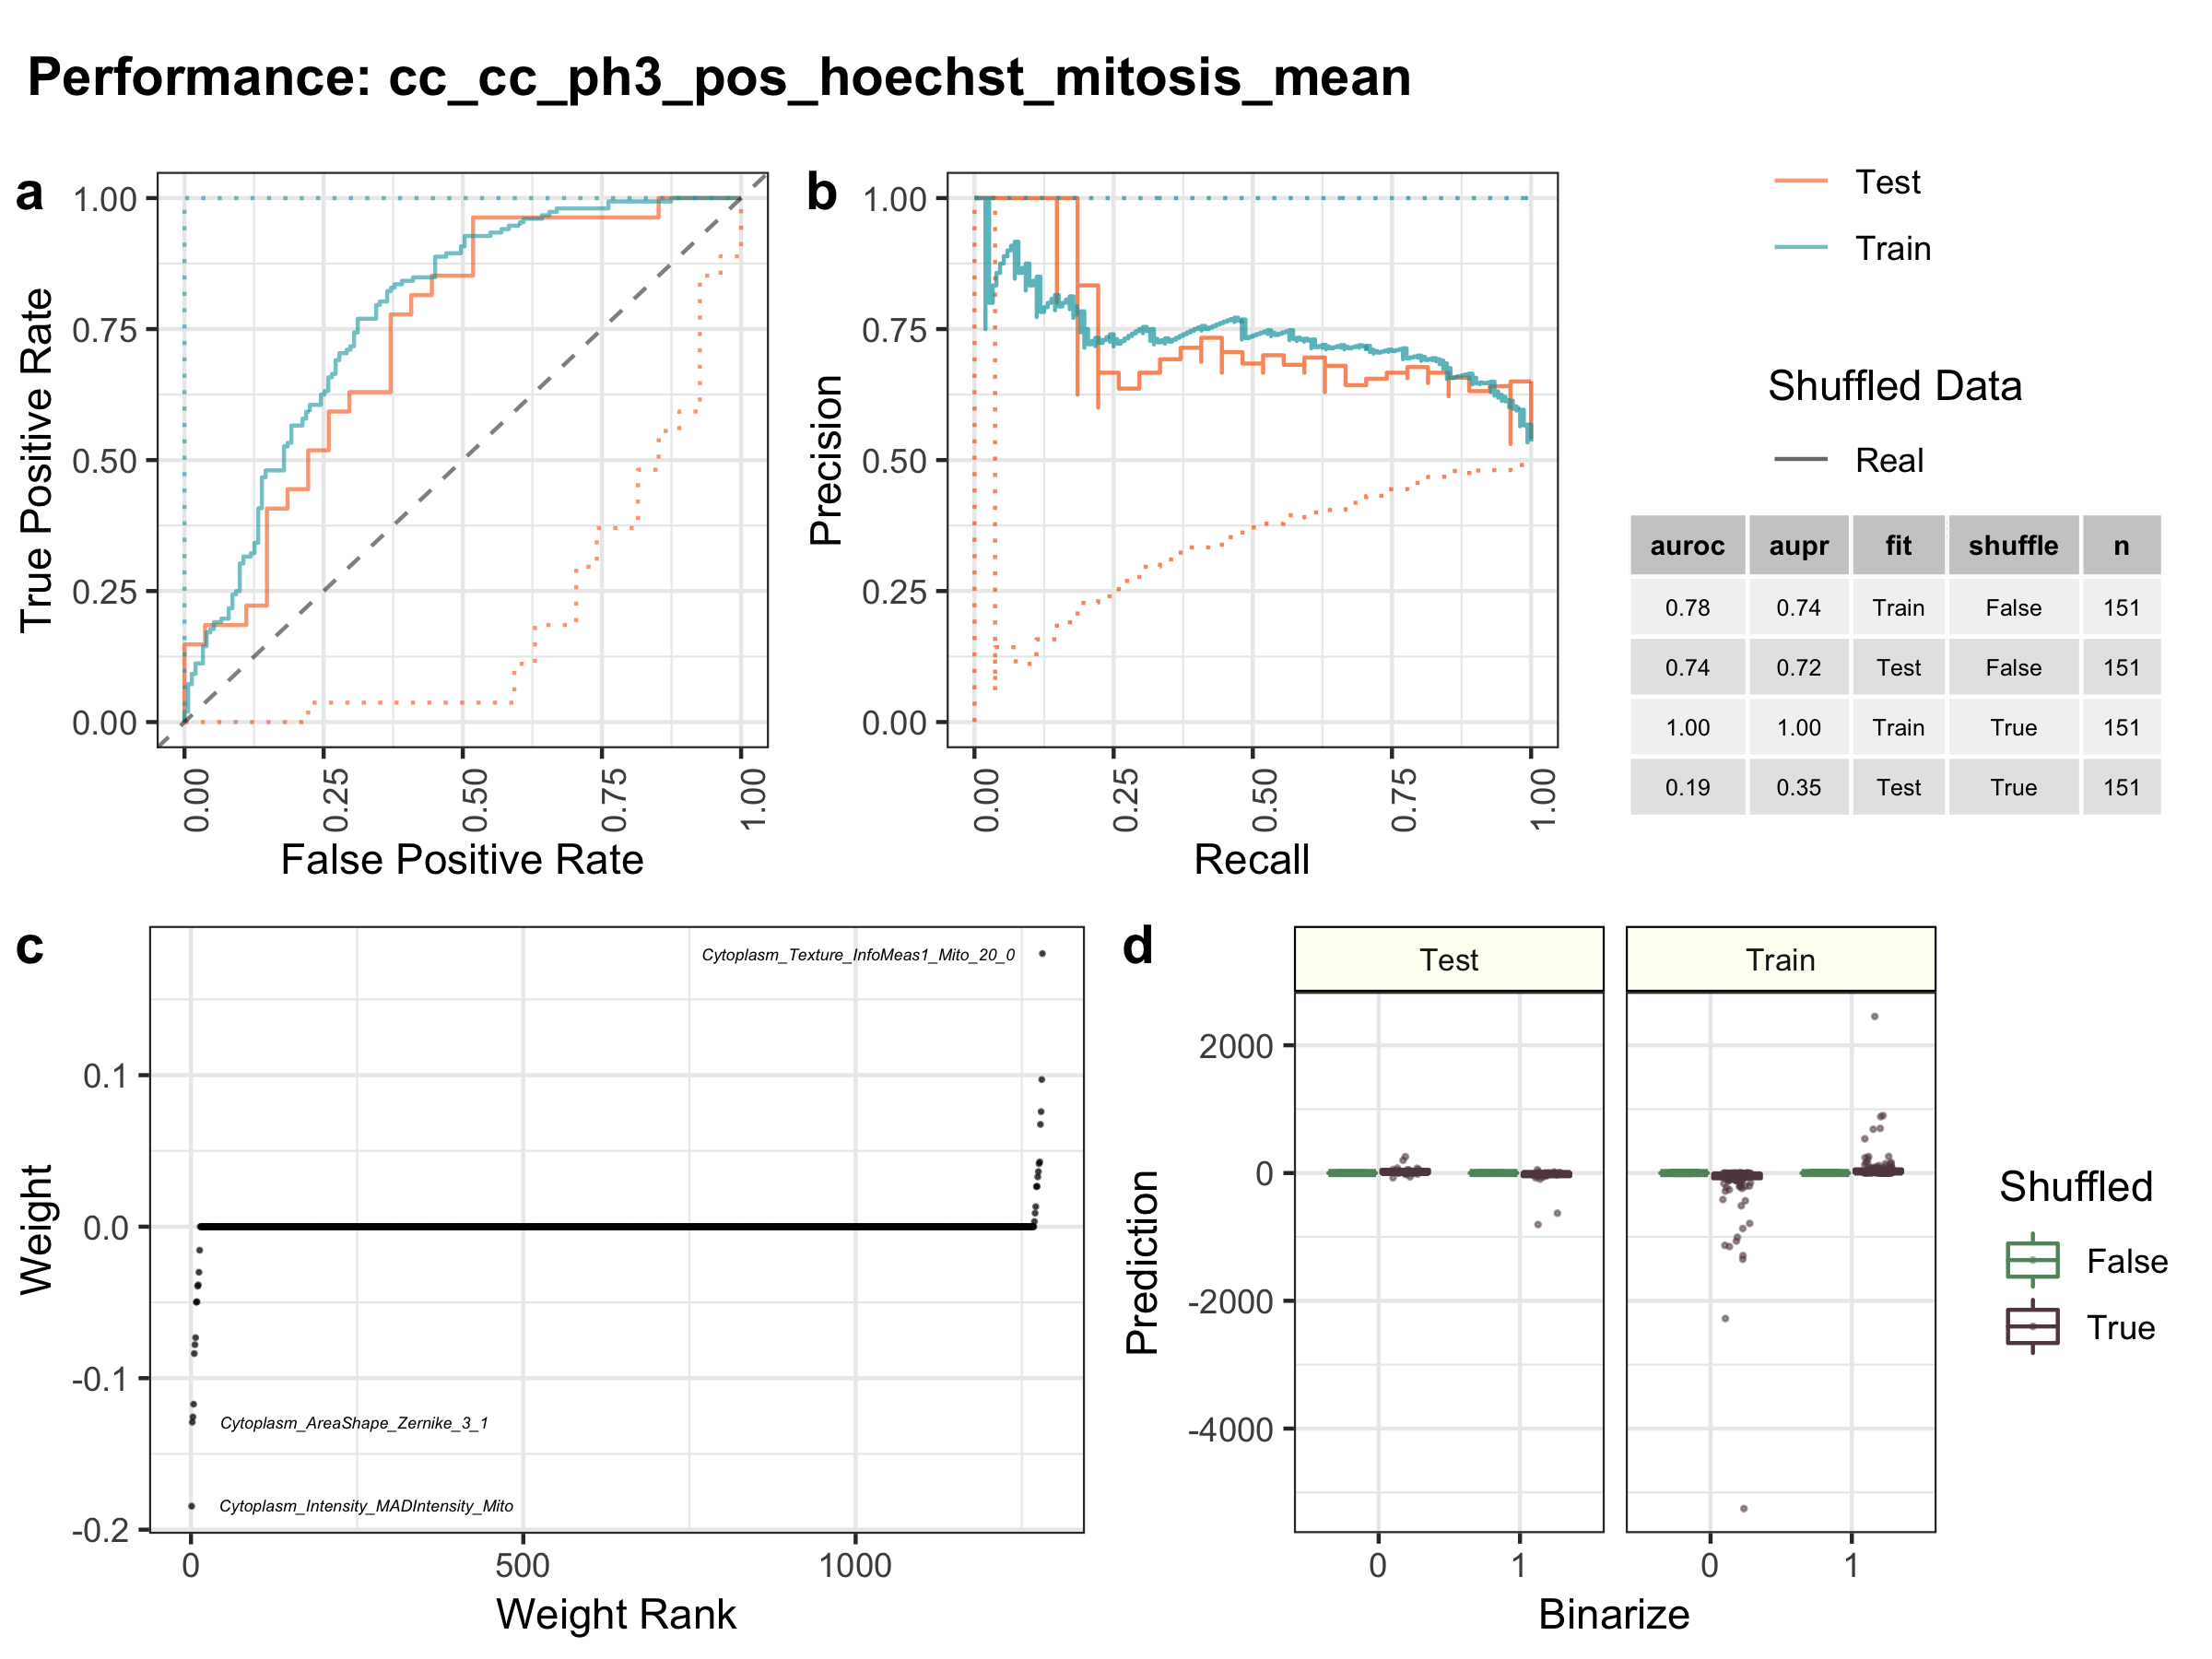 Performance: cc_cc_ph3_pos_hoechst_mitosis_mean
a
1.00
0.75
0.50
0.25
0.00
True Positive Rate
0.00
0.25
0.50
0.75
1.00
False Positive Rate
b
1.00
0.75
0.50
0.25
0.00
Precision
0.00
0.25
0.50
0.75
1.00
Recall
Test
Train
Shuffled Data
Real
auroc aupr fit shuffle n
0.78 0.74 Train False 151
0.74 0.72 Test False 151
1.00 1.00 Train True 151
0.19 0.35 Test True 151
c
Cytoplasm_Texture_InfoMeas1_Mito_20_0
Cytoplasm_AreaShape_Zernike_3_1
Cytoplasm_Intensity_MADIntensity_Mito
0.1
0.0
-0.1
-0.2
Weight
0
500
1000
Weight Rank
d
Test
Train
2000
0
-2000
-4000
Prediction
0
1
0
1
Binarize
Shuffled
False
True